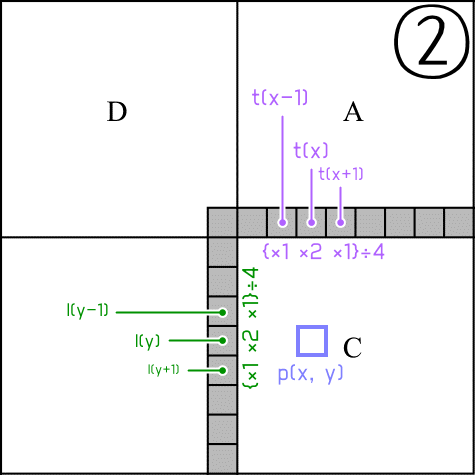 2
D
A
t(x-1)
t(x)
t(x+1)
{×1 ×2 ×1}÷4
l(y-1)
l(y)
l(y+1)
{×1 ×2 ×1}÷4
C
p(x, y)